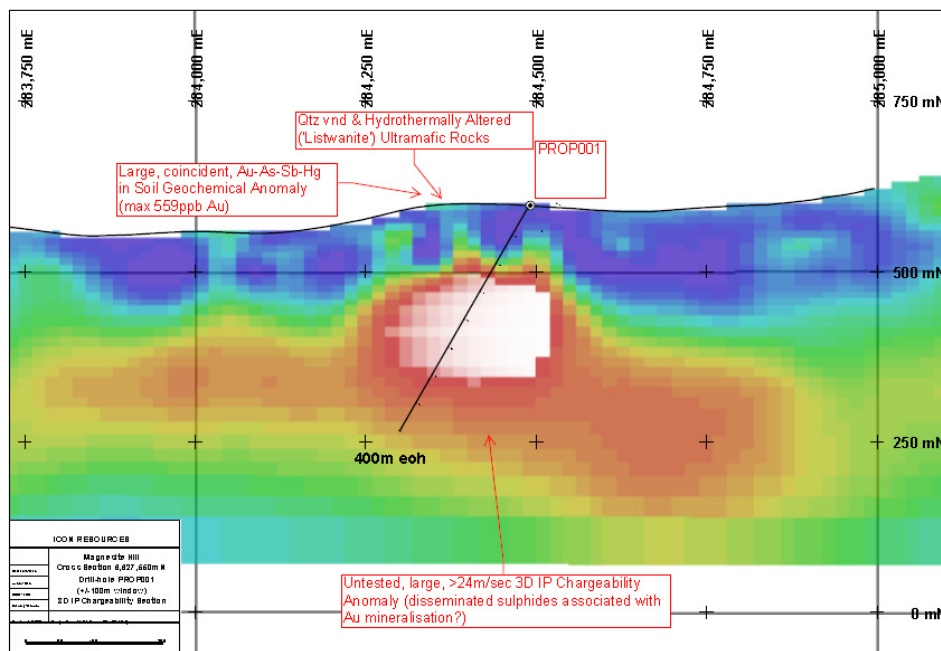 283,750 mE
284,000 mE
284,250 mE
284,500 mE
284,750 mE
285,000 mE
750 mN
Qtz vnd & Hydrothermally Altered
('Listwanite') Ultramafic Rocks
PROP001
Large, coincident, Au-As-Sb-Hg
in Soil Geochemical Anomaly
(max 559ppb Au)
500 mN
250 mN
400m eoh
Untested, large, >24m/sec 3D IP Chargeability
Anomaly (disseminated sulphides associated with
Au mineralisation?)
0 mN
ICON RESOURCES
Magnesite Hill
Cross Section 6,627,660mN
Drill-hole PROP001
(+/-100m window)
3D IP Chargeability Section